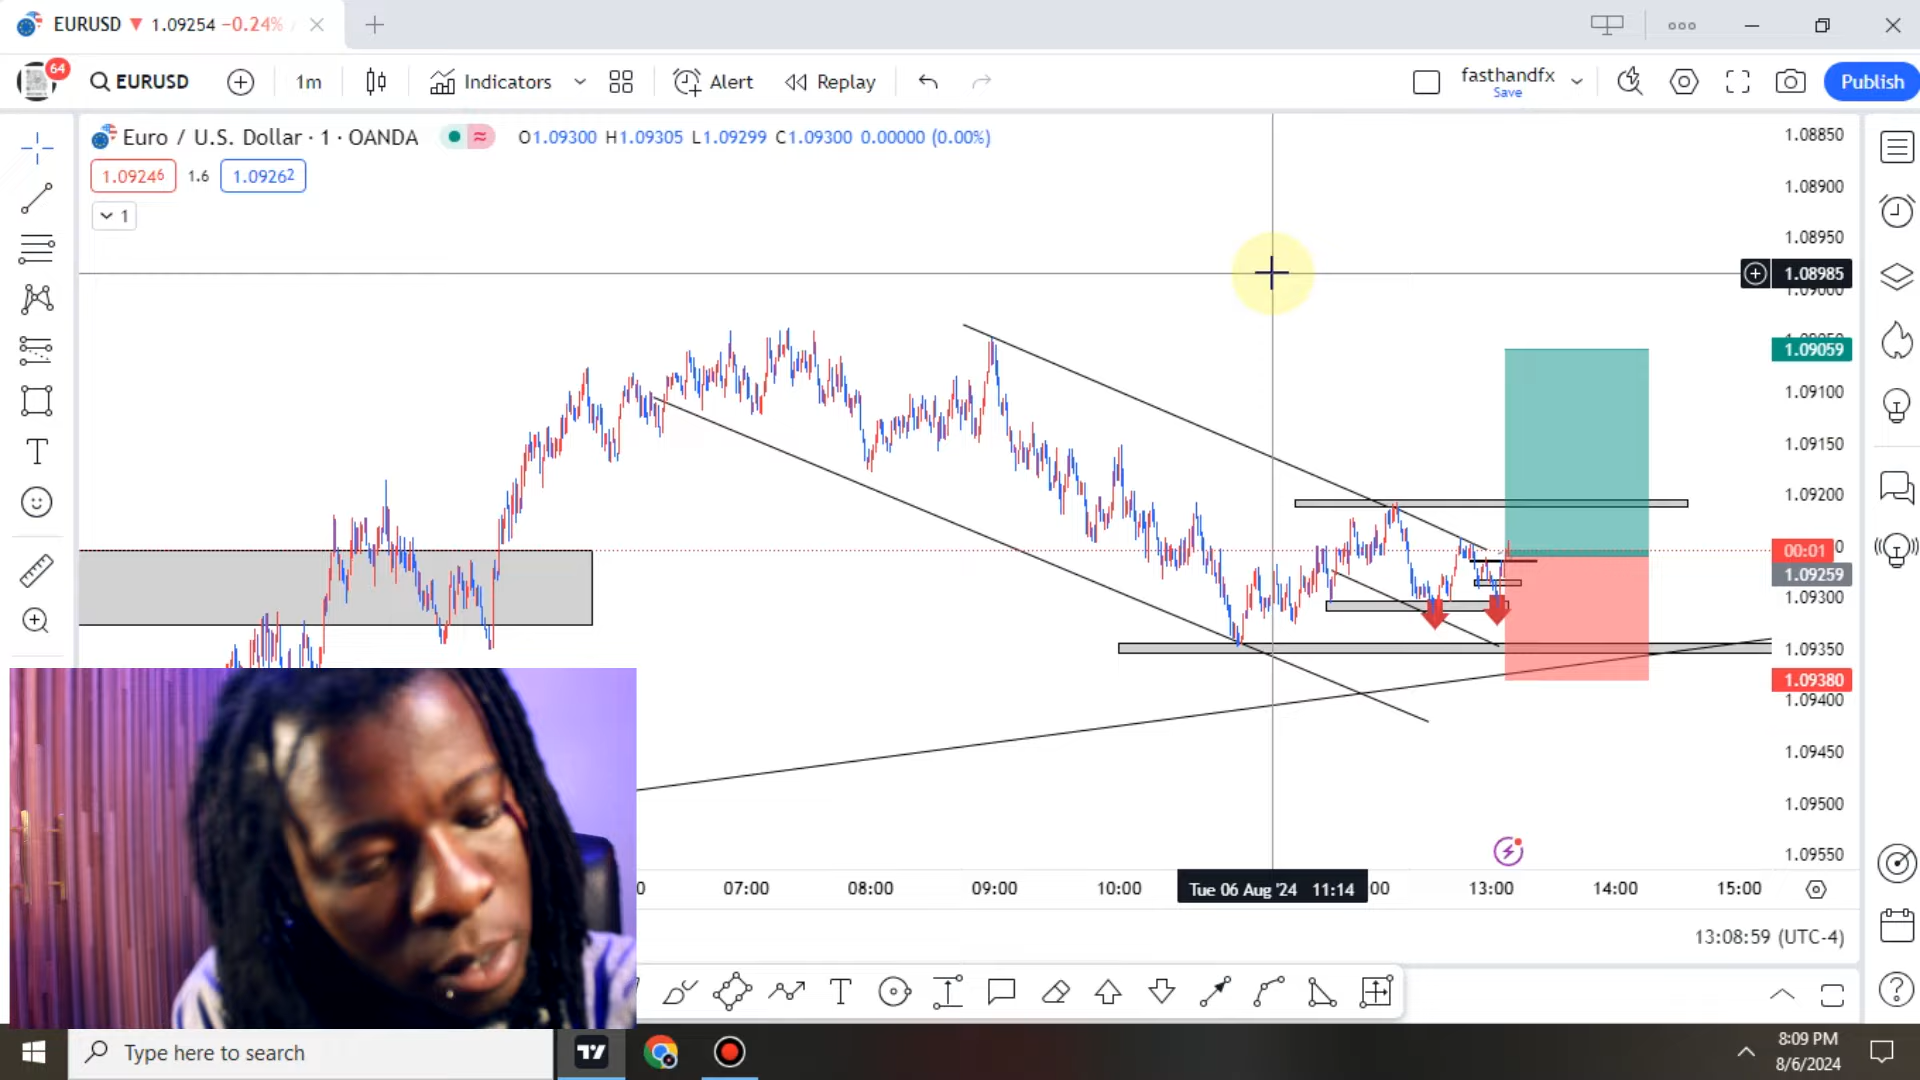 EURUSD ▼ 1.09254 −0.24% /
64
EURUSD
1m
Indicators
Alert
Replay
fasthandfx
Save
Publish
Euro / U.S. Dollar · 1 · OANDA
O1.09300 H1.09305 L1.09299 C1.09300 0.00000 (0.00%)
1.09246 1.6 1.09262
1
1.08850
1.08900
1.08950
1.08985
1.09000
1.09059
1.09100
1.09150
1.09200
00:01
1.09259
1.09300
1.09350
1.09380
1.09400
1.09450
1.09500
1.09550
07:00 08:00 09:00 10:00 Tue 06 Aug '24 11:14 00 13:00 14:00 15:00
13:08:59 (UTC-4)
Type here to search
8:09 PM
8/6/2024